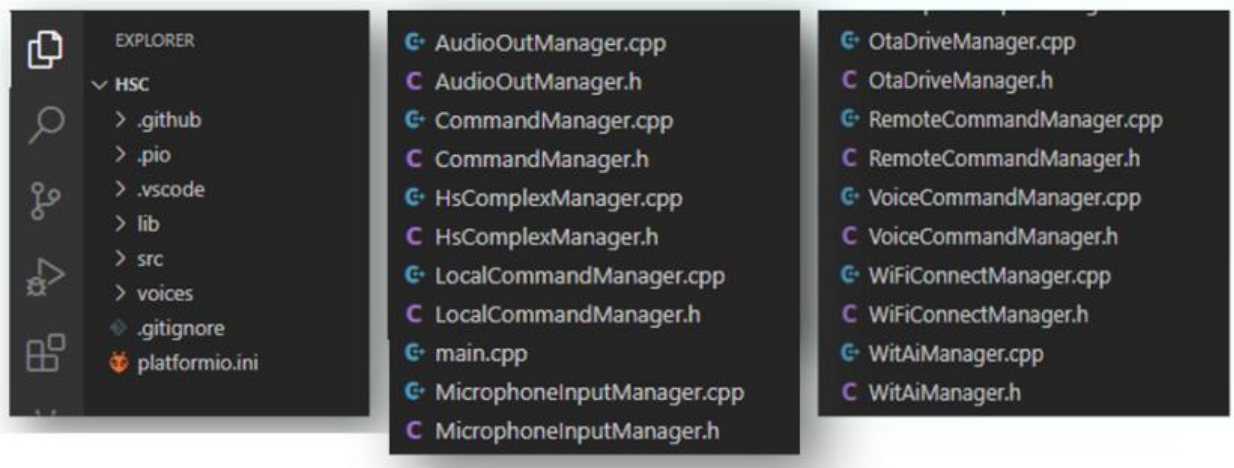 EXPLORER
HSC
.github
.pio
.vscode
lib
src
voices
.gitignore
platformio.ini
AudioOutManager.cpp
AudioOutManager.h
CommandManager.cpp
CommandManager.h
HsComplexManager.cpp
HsComplexManager.h
LocalCommandManager.cpp
LocalCommandManager.h
main.cpp
MicrophoneInputManager.cpp
MicrophoneInputManager.h
OtaDriveManager.cpp
OtaDriveManager.h
RemoteCommandManager.cpp
RemoteCommandManager.h
VoiceCommandManager.cpp
VoiceCommandManager.h
WiFiConnectManager.cpp
WiFiConnectManager.h
WitAiManager.cpp
WitAiManager.h